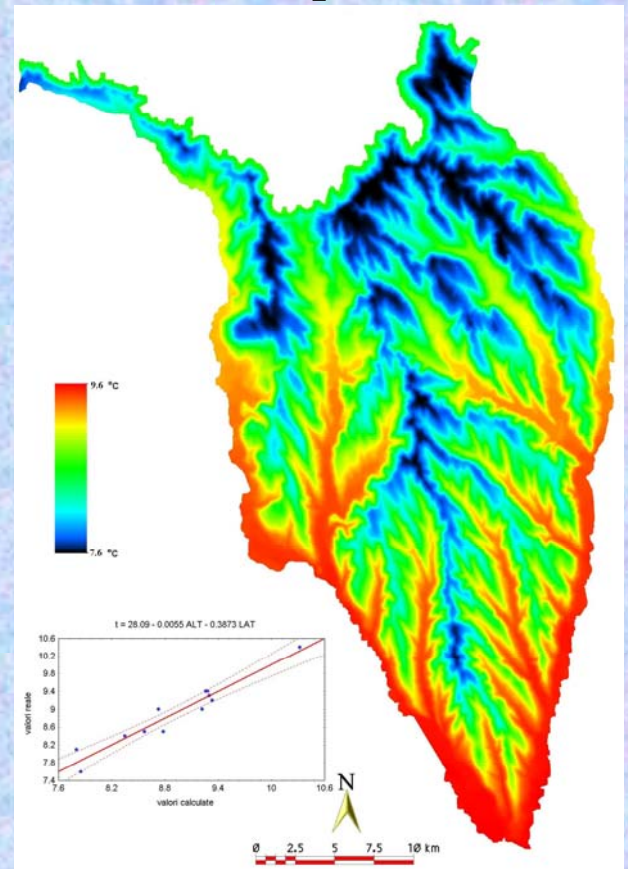 9.6 °C
7.6 °C
t = 28.09 - 0.0055 ALT - 0.3873 LAT
valori reale
10.6
10.2
9.8
9.4
9
8.6
8.2
7.8
7.4
7.6 8.2 8.8 9.4 10 10.6
valori calculate
N
0 2.5 5 7.5 10 km